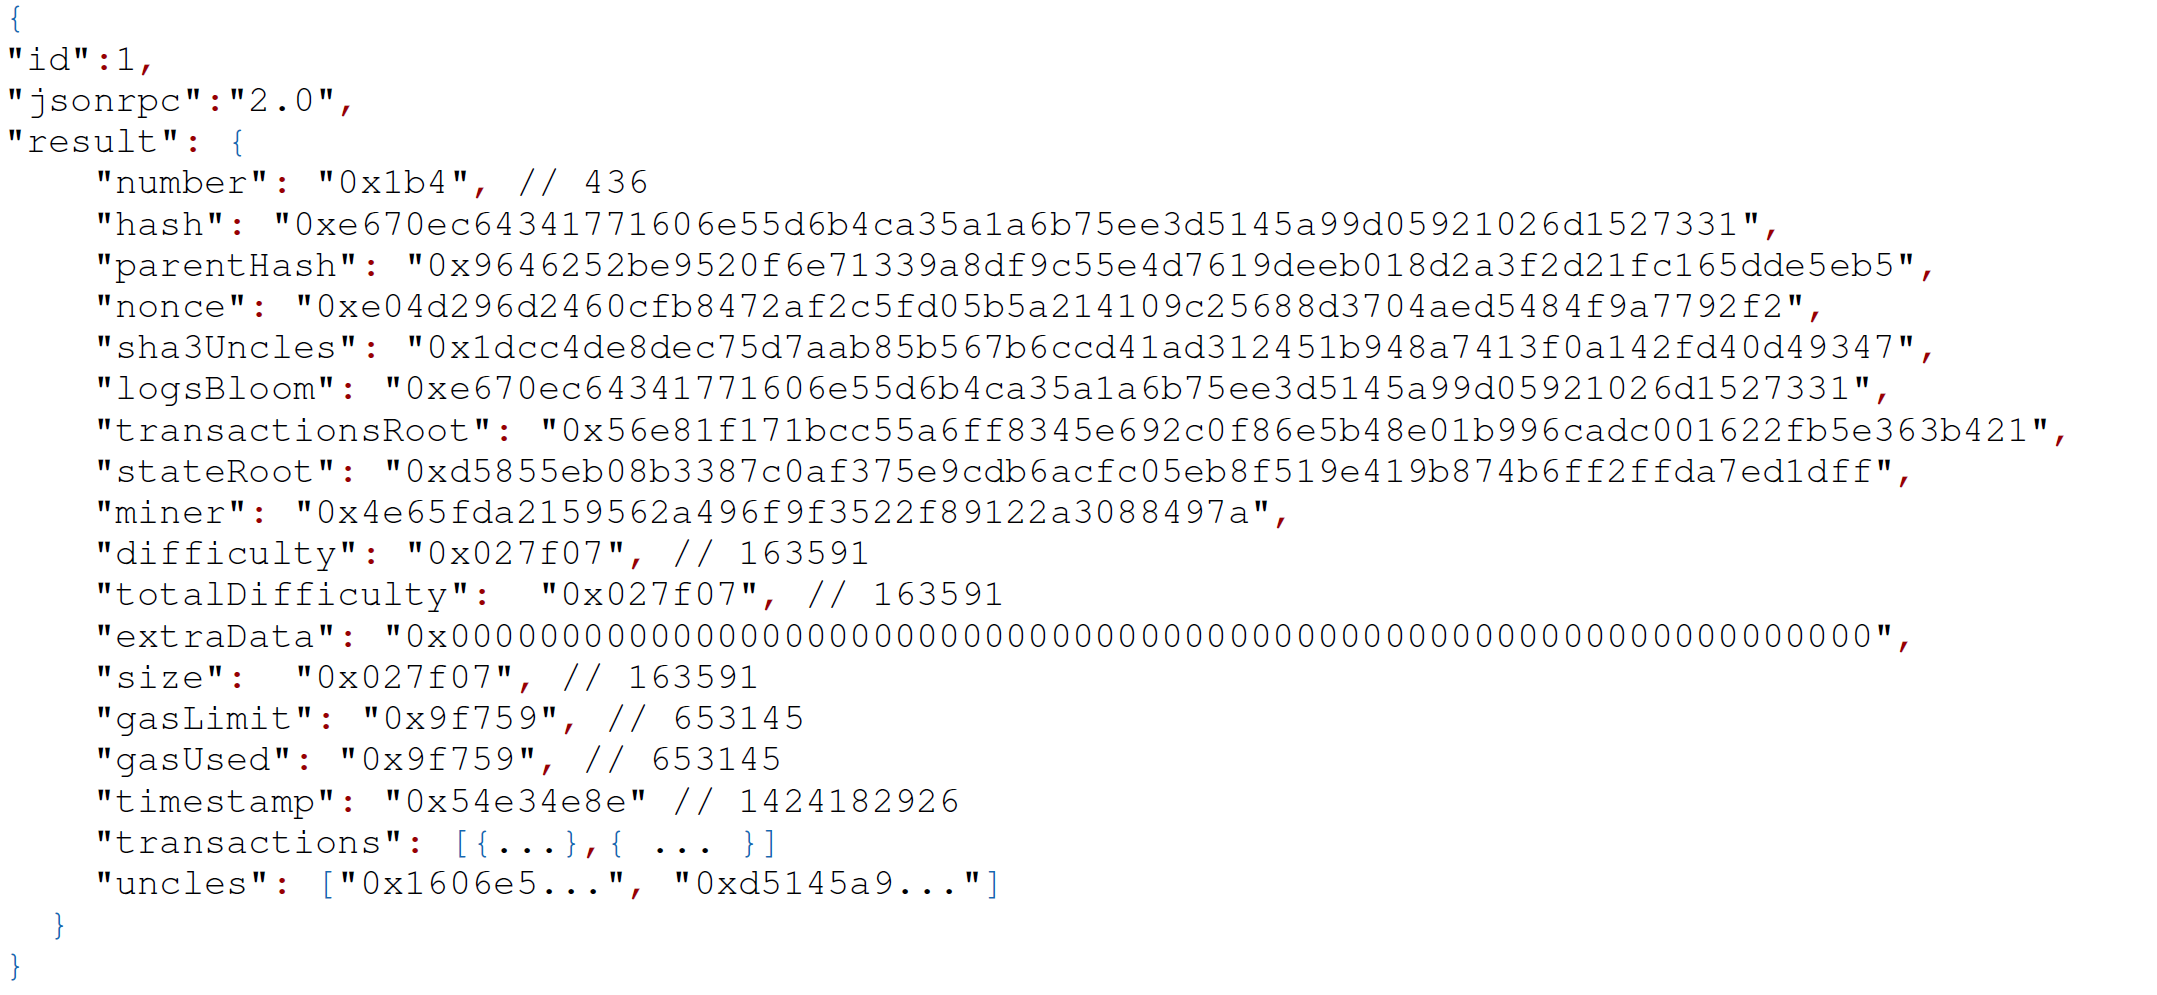 {
"id":1,
"jsonrpc":"2.0",
"result": {
"number": "0x1b4", // 436
"hash": "0xe670ec64341771606e55d6b4ca35a1a6b75ee3d5145a99d05921026d1527331",
"parentHash": "0x9646252be9520f6e71339a8df9c55e4d7619deeb018d2a3f2d21fc165dde5eb5",
"nonce": "0xe04d296d2460cfb8472af2c5fd05b5a214109c25688d3704aed5484f9a7792f2",
"sha3Uncles": "0x1dcc4de8dec75d7aab85b567b6ccd41ad312451b948a7413f0a142fd40d49347",
"logsBloom": "0xe670ec64341771606e55d6b4ca35a1a6b75ee3d5145a99d05921026d1527331",
"transactionsRoot": "0x56e81f171bcc55a6ff8345e692c0f86e5b48e01b996cadc001622fb5e363b421",
"stateRoot": "0xd5855eb08b3387c0af375e9cdb6acfc05eb8f519e419b874b6ff2ffda7ed1dff",
"miner": "0x4e65fda2159562a496f9f3522f89122a3088497a",
"difficulty": "0x027f07", // 163591
"totalDifficulty":  "0x027f07", // 163591
"extraData": "0x0000000000000000000000000000000000000000000000000000000000000000",
"size":  "0x027f07", // 163591
"gasLimit": "0x9f759", // 653145
"gasUsed": "0x9f759", // 653145
"timestamp": "0x54e34e8e" // 1424182926
"transactions": [{...},{ ... }]
"uncles": ["0x1606e5...", "0xd5145a9..."]
}
}